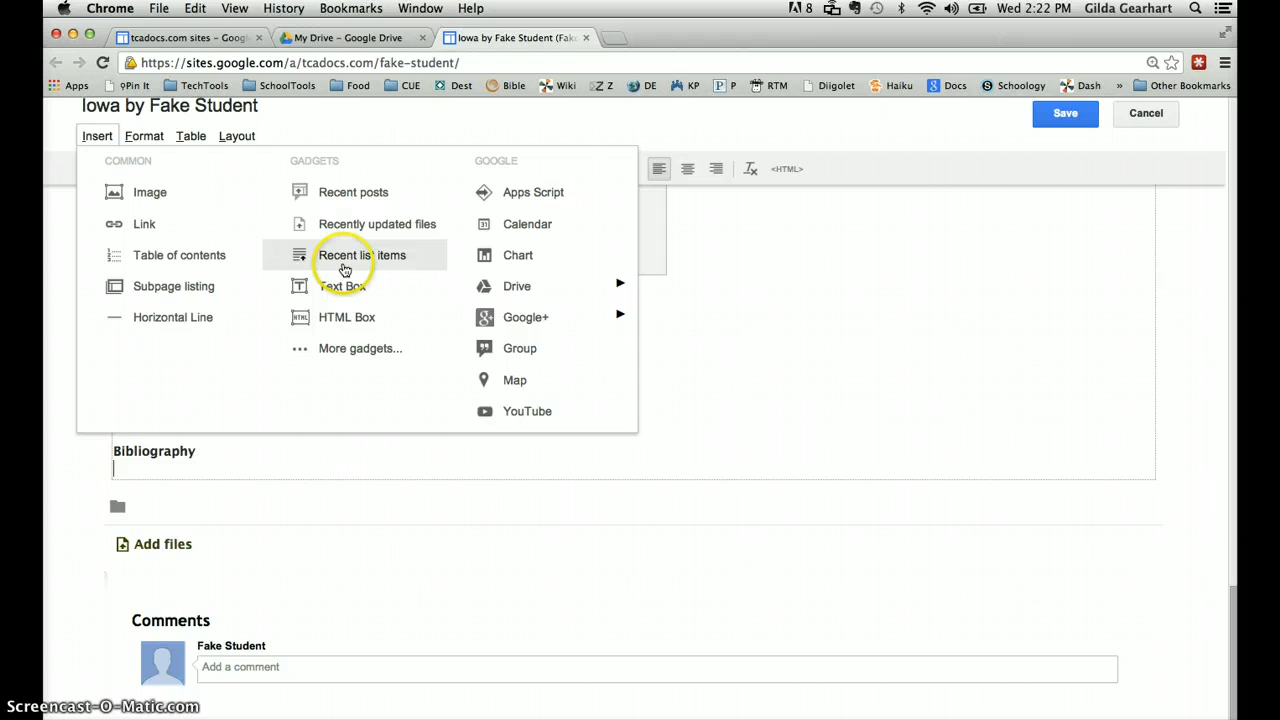 Chrome File Edit View History Bookmarks Window Help 8 Wed 2:22 PM Gilda Gearhart
tcadocs.com sites - Goog My Drive - Google Drive Iowa by Fake Student (Fak
https://sites.google.com/a/tcadocs.com/fake-student/
Apps Pin It TechTools SchoolTools Food CUE Dest Bible Wiki Z Z DE KP P RTM Diigolet Haiku Docs Schoology Dash » Other Bookmarks
Iowa by Fake Student
Save Cancel
Insert Format Table Layout
COMMON GADGETS GOOGLE
<HTML>
Image Recent posts Apps Script
Link Recently updated files Calendar
Table of contents Recent list items Chart
Subpage listing Text Box Drive
Horizontal Line HTML Box Google+
More gadgets... Group
Map
YouTube
Bibliography
Add files
Comments
Fake Student
Add a comment
Screencast-O-Matic.com